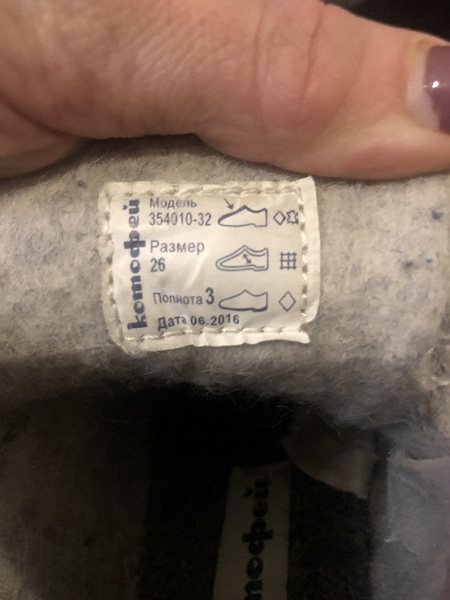 котофей
Модель
354010-32
Размер
26
Полнота 3
Дата 06.2016
котофей